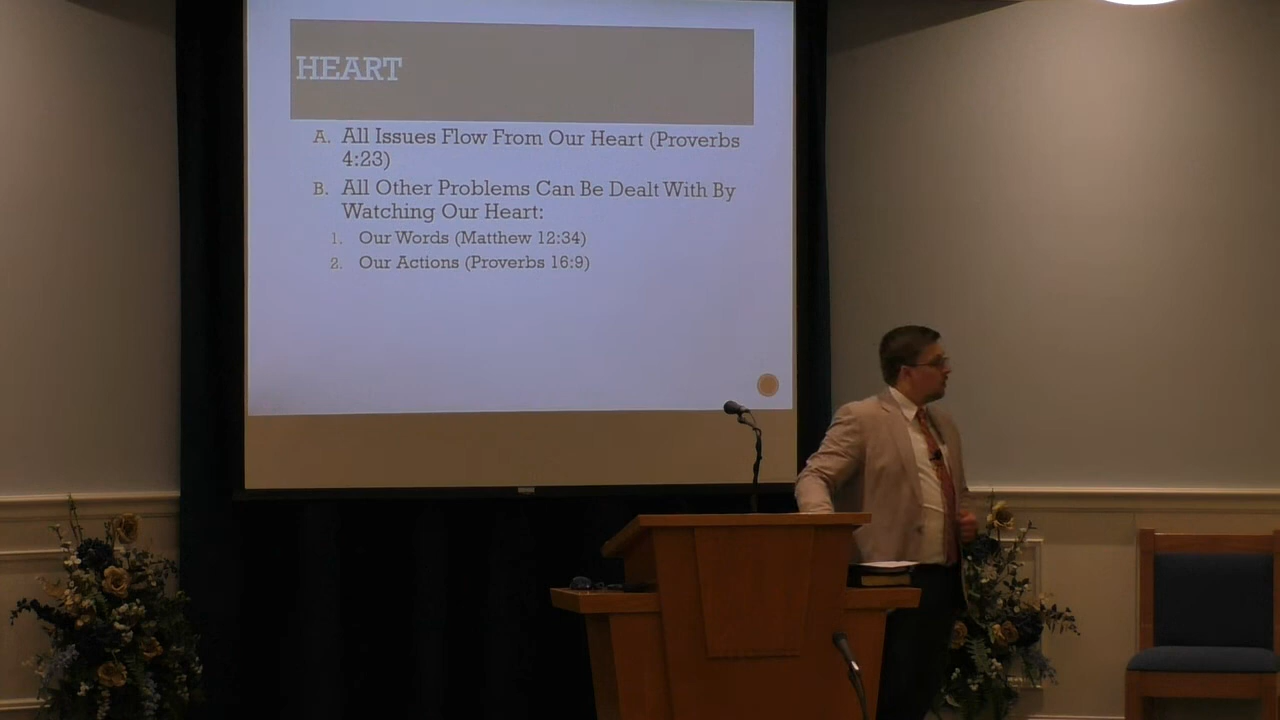 HEART
A. All Issues Flow From Our Heart (Proverbs
4:23)
B. All Other Problems Can Be Dealt With By
Watching Our Heart:
1. Our Words (Matthew 12:34)
2. Our Actions (Proverbs 16:9)